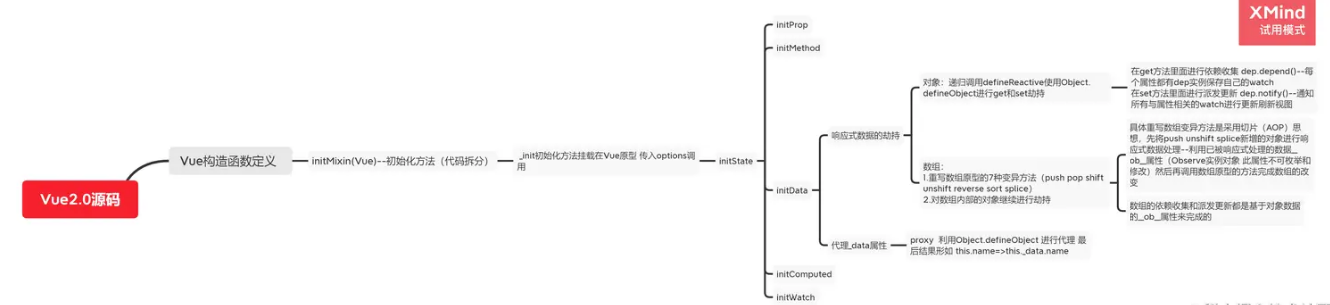 XMind
试用模式
Vue2.0源码
Vue构造函数定义
initMixin(Vue)--初始化方法（代码拆分）
_init初始化方法挂载在Vue原型 传入options调
用
initState
initProp
initMethod
initData
响应式数据的劫持
对象：递归调用defineReactive使用Object.
defineObject进行get和set劫持
在get方法里面进行依赖收集 dep.depend()--每
个属性都有dep实例保存自己的watch
在set方法里面进行派发更新 dep.notify()--通知
所有与属性相关的watch进行更新刷新视图
数组：
1.重写数组原型的7种变异方法（push pop shift
unshift reverse sort splice）
2.对数组内部的对象继续进行劫持
具体重写数组变异方法是采用切片（AOP）思
想，先将push unshift splice新增的对象进行响
应式数据处理--利用已被响应式处理的数据_
ob_属性（Observe实例对象 此属性不可枚举和
修改）然后再调用数组原型的方法完成数组的改
变
数组的依赖收集和派发更新都是基于对象数据
的_ob_属性来完成的
代理_data属性
proxy 利用Object.defineObject 进行代理 最
后结果形如 this.name=>this._data.name
initComputed
initWatch